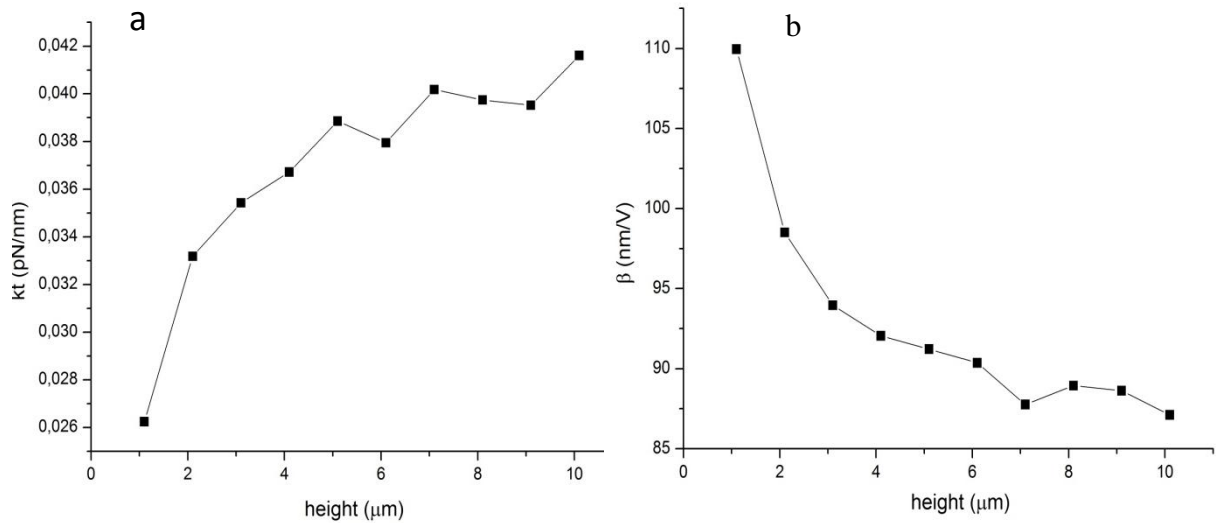 a
0,042
0,040
0,038
0,036
0,034
0,032
0,030
0,028
0,026
kt (pN/nm)
0 2 4 6 8 10
height (μm)
b
110
105
100
95
90
85
β (nm/V)
0 2 4 6 8 10
height (μm)